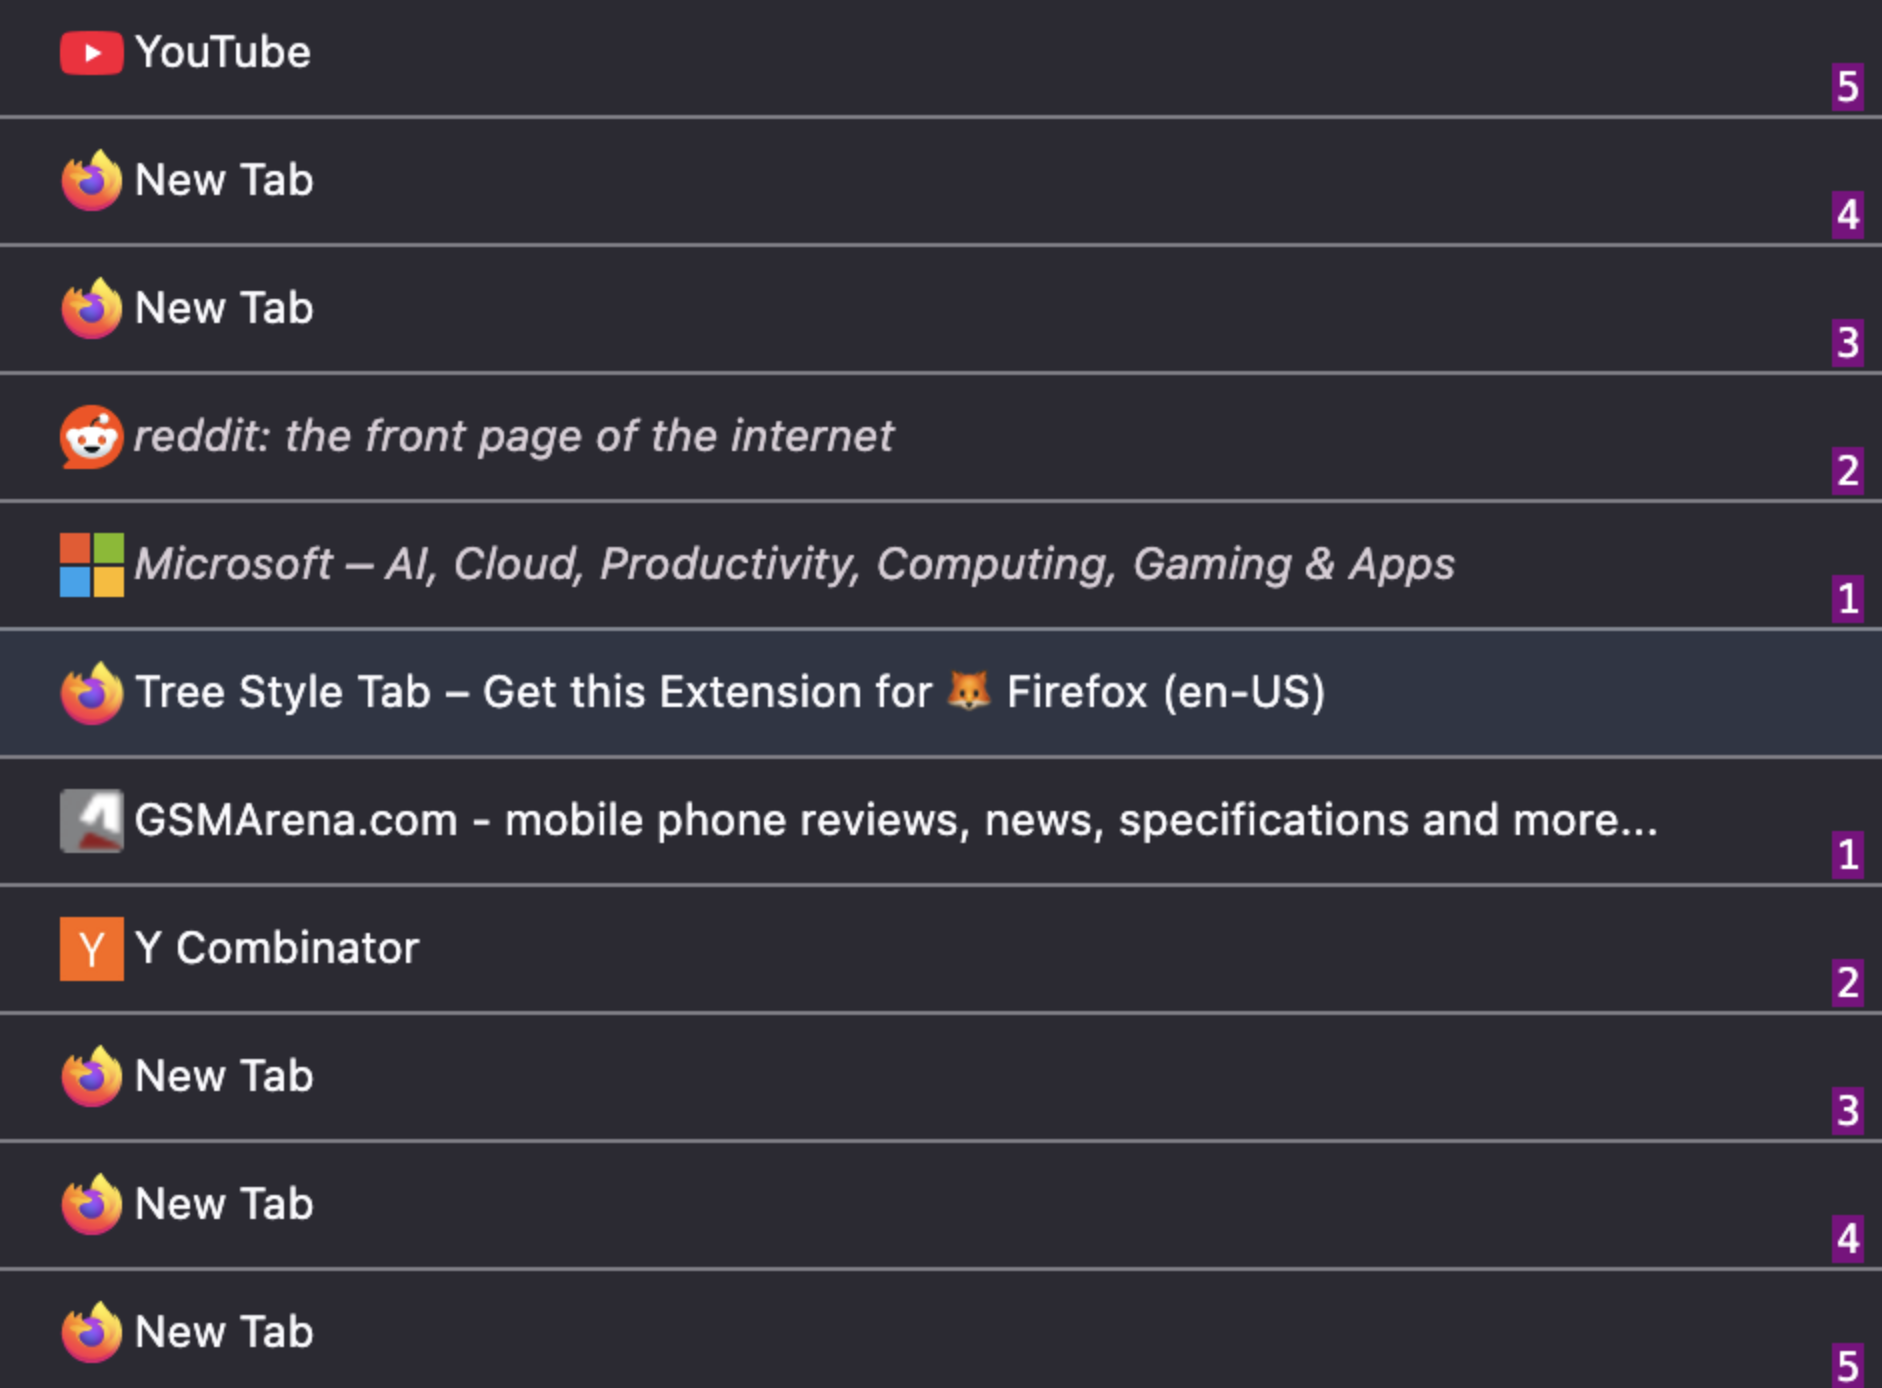 YouTube
5
New Tab
4
New Tab
3
reddit: the front page of the internet
2
Microsoft – AI, Cloud, Productivity, Computing, Gaming & Apps
1
Tree Style Tab – Get this Extension for 🦊 Firefox (en-US)
GSMArena.com - mobile phone reviews, news, specifications and more...
1
Y Y Combinator
2
New Tab
3
New Tab
4
New Tab
5